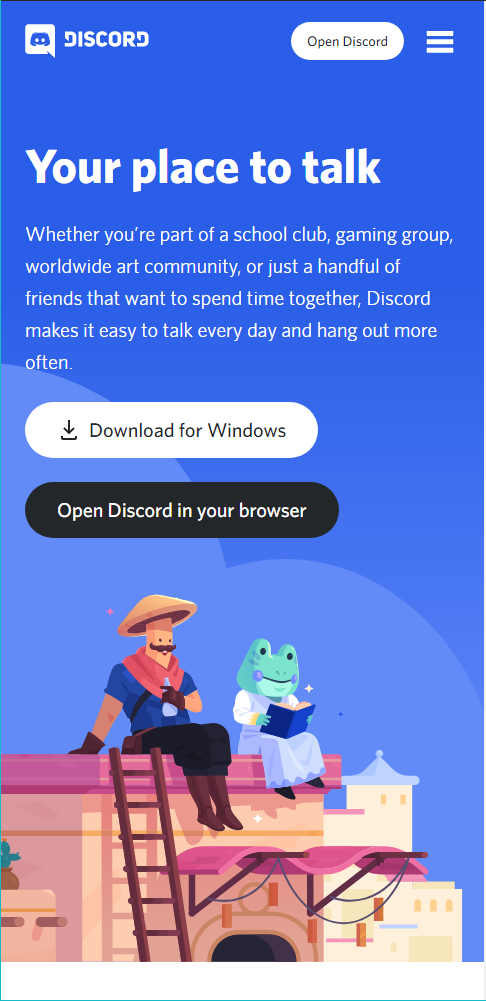 DISCORD
Open Discord
Your place to talk
Whether you're part of a school club, gaming group,
worldwide art community, or just a handful of
friends that want to spend time together, Discord
makes it easy to talk every day and hang out more
often.
Download for Windows
Open Discord in your browser